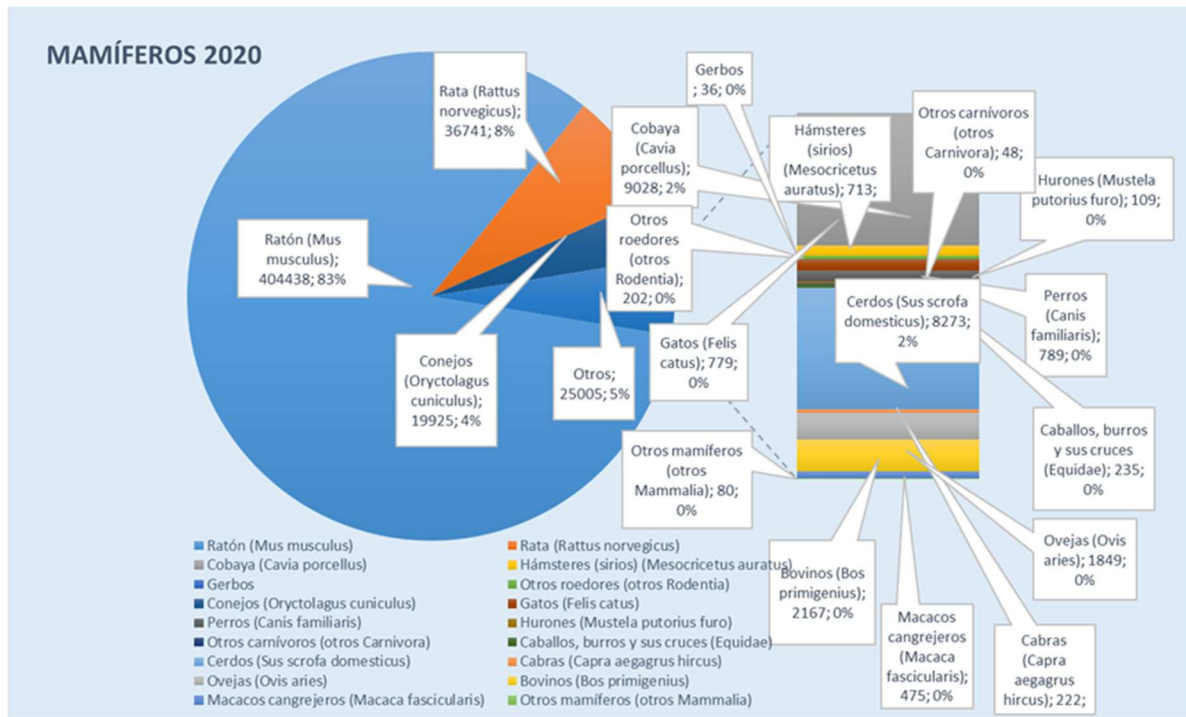 MAMÍFEROS 2020
Rata (Rattus
norvegicus);
36741; 8%
Ratón (Mus
musculus);
404438; 83%
Conejos
(Oryctolagus
cuniculus);
19925; 4%
Otros;
25005; 5%
Cobaya
(Cavia
porcellus);
9028; 2%
Gerbos
; 36; 0%
Otros
roedores
(otros
Rodentia);
202; 0%
Hámsteres
(sirios)
(Mesocricetus
auratus); 713;
Otros carnívoros
(otros
Carnivora); 48;
0%
Hurones (Mustela
putorius furo); 109;
0%
Cerdos (Sus scrofa
domesticus); 8273;
2%
Perros
(Canis
familiaris);
789; 0%
Gatos (Felis
catus); 779;
0%
Caballos, burros
y sus cruces
(Equidae); 235;
0%
Otros mamíferos
(otros
Mammalia); 80;
0%
Ovejas (Ovis
aries); 1849;
0%
Bovinos (Bos
primigenius);
2167; 0%
Macacos
cangrejeros
(Macaca
fascicularis);
475; 0%
Cabras
(Capra
aegagrus
hircus); 222;
Ratón (Mus musculus)
Rata (Rattus norvegicus)
Cobaya (Cavia porcellus)
Hámsteres (sirios) (Mesocricetus auratus)
Gerbos
Otros roedores (otros Rodentia)
Conejos (Oryctolagus cuniculus)
Gatos (Felis catus)
Perros (Canis familiaris)
Hurones (Mustela putorius furo)
Otros carnívoros (otros Carnivora)
Caballos, burros y sus cruces (Equidae)
Cerdos (Sus scrofa domesticus)
Cabras (Capra aegagrus hircus)
Ovejas (Ovis aries)
Bovinos (Bos primigenius)
Macacos cangrejeros (Macaca fascicularis)
Otros mamíferos (otros Mammalia)